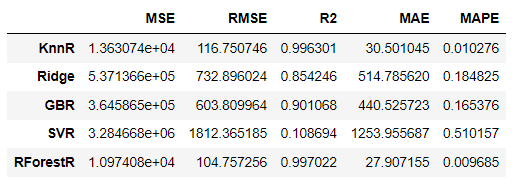 MSE RMSE R2 MAE MAPE
KnnR 1.363074e+04 116.750746 0.996301 30.501045 0.010276
Ridge 5.371366e+05 732.896024 0.854246 514.785620 0.184825
GBR 3.645865e+05 603.809964 0.901068 440.525723 0.165376
SVR 3.284668e+06 1812.365185 0.108694 1253.955687 0.510157
RForestR 1.097408e+04 104.757256 0.997022 27.907155 0.009685